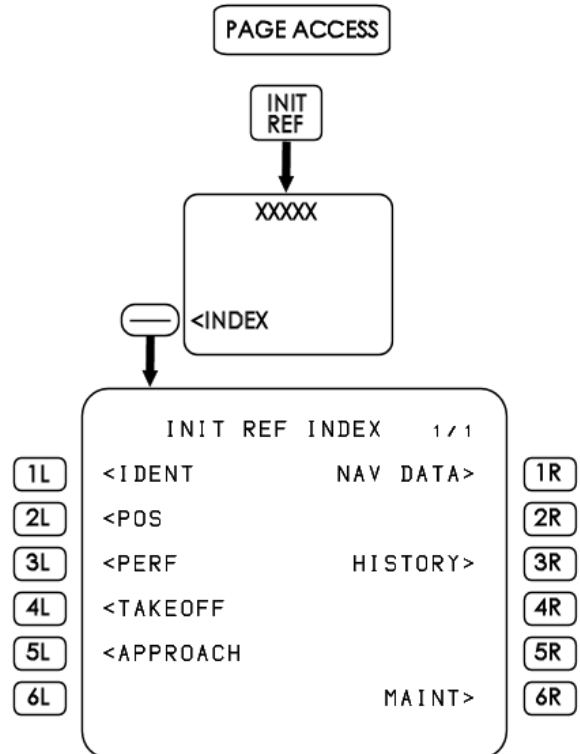 PAGE ACCESS
INIT
REF
XXXXX
<INDEX
INIT REF INDEX 1/1
1L <IDENT NAV DATA> 1R
2L <POS 2R
3L <PERF HISTORY> 3R
4L <TAKEOFF 4R
5L <APPROACH 5R
6L MAINT> 6R